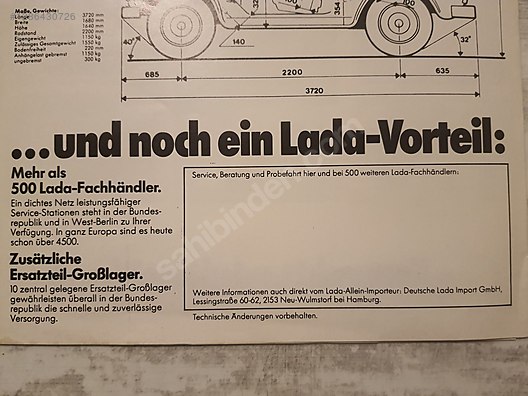 Maße, Gewichte:
Länge 3720 mm
Breite 1680 mm
Höhe 1640 mm
Radstand 2200 mm
Eigengewicht 1150 kg
Zulässiges Gesamtgewicht 1550 kg
Bodenfreiheit 220 mm
Anhängelast gebremst 1150 kg
ungebremst 300 kg
40°
140
32°
685
2200
635
3720
...und noch ein Lada-Vorteil:
Mehr als
500 Lada-Fachhändler.
Ein dichtes Netz leistungsfähiger
Service-Stationen steht in der Bundes-
republik und in West-Berlin zu Ihrer
Verfügung. In ganz Europa sind es heute
schon über 4500.
Zusätzliche
Ersatzteil-Großlager.
10 zentral gelegene Ersatzteil-Großlager
gewährleisten überall in der Bundes-
republik die schnelle und zuverlässige
Versorgung.
Service, Beratung und Probefahrt hier und bei 500 weiteren Lada-Fachhändlern:
Weitere Informationen auch direkt vom Lada-Allein-Importeur: Deutsche Lada Import GmbH,
Lessingstraße 60-62, 2153 Neu-Wulmstorf bei Hamburg.
Technische Änderungen vorbehalten.
sahibinden.com